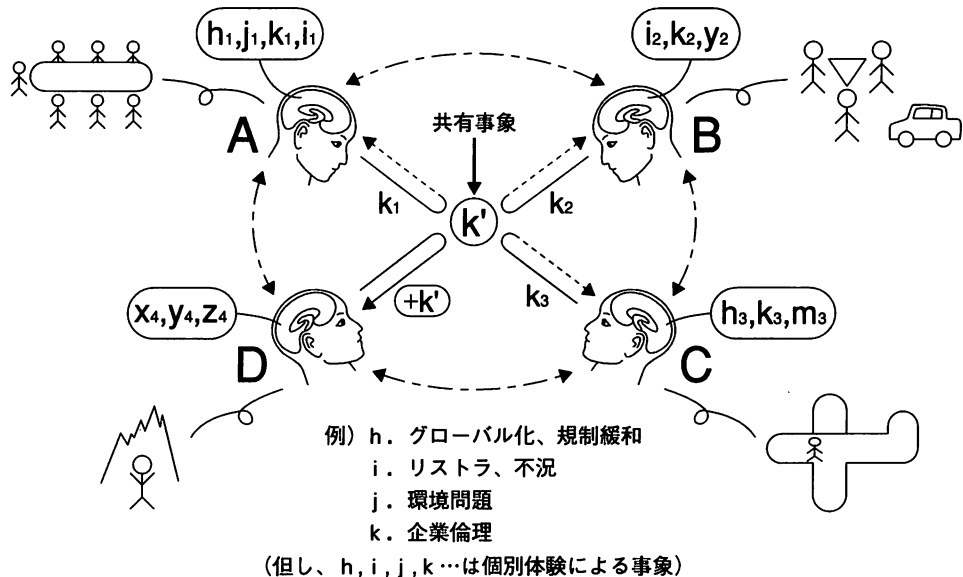 h₁,j₁,k₁,i₁
i₂,k₂,y₂
A
B
共有事象
k₁
k'
k₂
+k'
k₃
x₄,y₄,z₄
h₃,k₃,m₃
D
C
例）h．グローバル化、規制緩和
i．リストラ、不況
j．環境問題
k．企業倫理
（但し、h,i,j,k…は個別体験による事象）